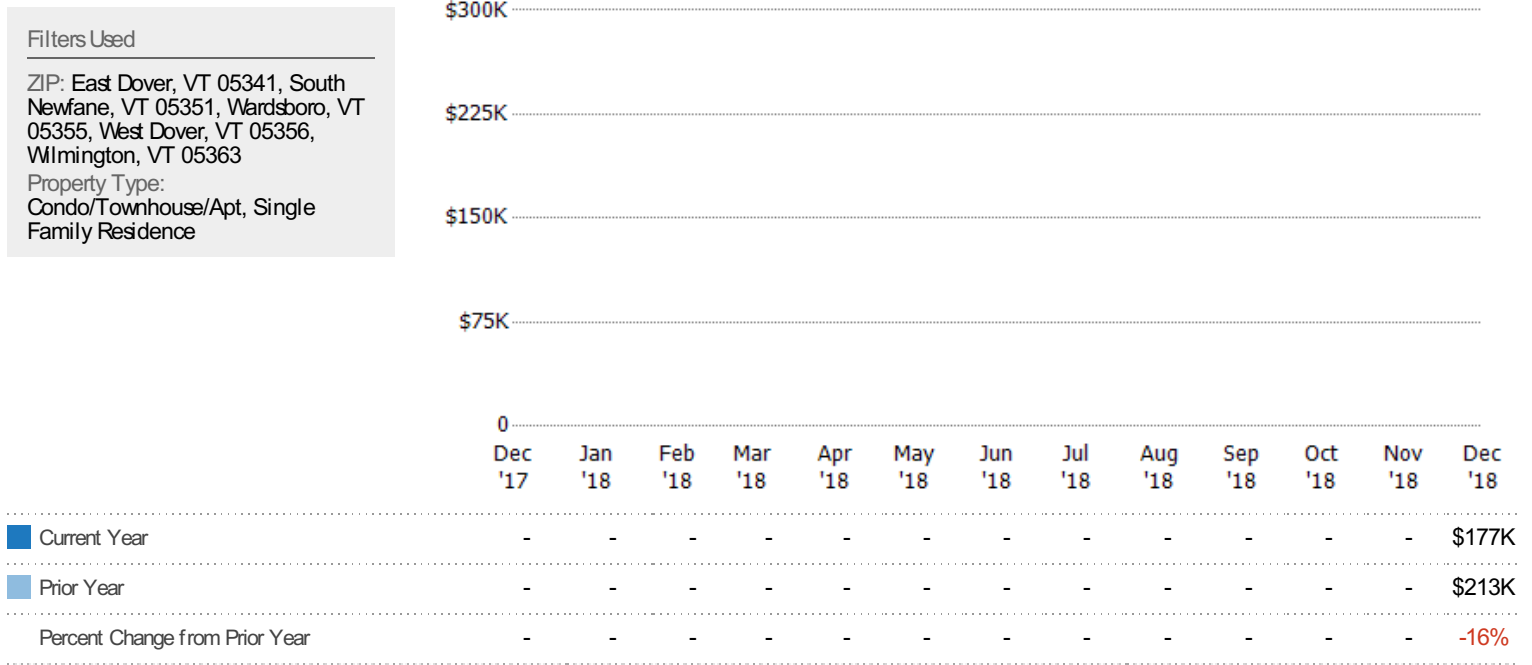 Filters Used
ZIP: East Dover, VT 05341, South
Newfane, VT 05351, Wardsboro, VT
05355, West Dover, VT 05356,
Wilmington, VT 05363
Property Type:
Condo/Townhouse/Apt, Single
Family Residence
$300K
$225K
$150K
$75K
0
Dec Jan Feb Mar Apr May Jun Jul Aug Sep Oct Nov Dec
'17 '18 '18 '18 '18 '18 '18 '18 '18 '18 '18 '18 '18
Current Year - - - - - - - - - - - - $177K
Prior Year - - - - - - - - - - - - $213K
Percent Change from Prior Year - - - - - - - - - - - - -16%